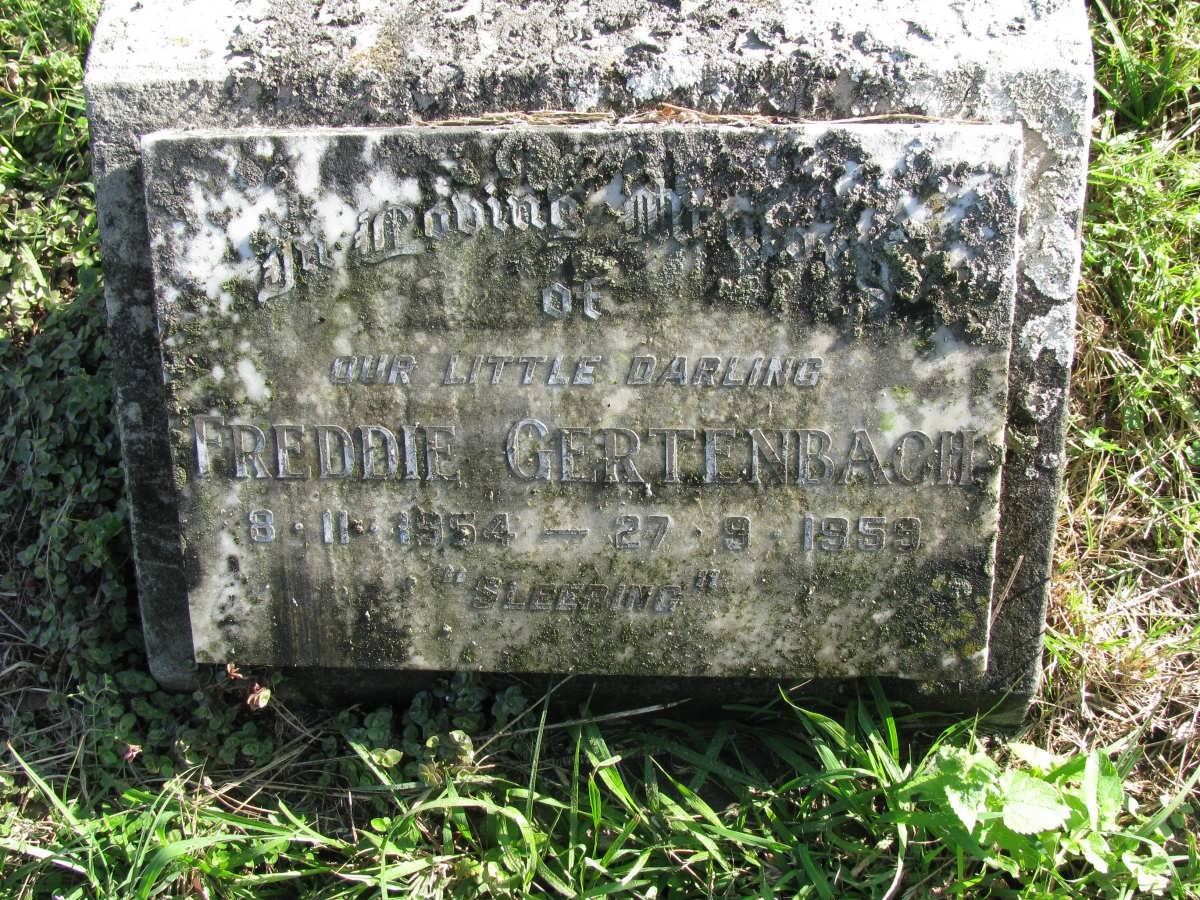 In Loving Memory
of
OUR LITTLE DARLING
FREDDIE GERTENBACH
8·11·1954 — 27·9·1959
"SLEEPING"